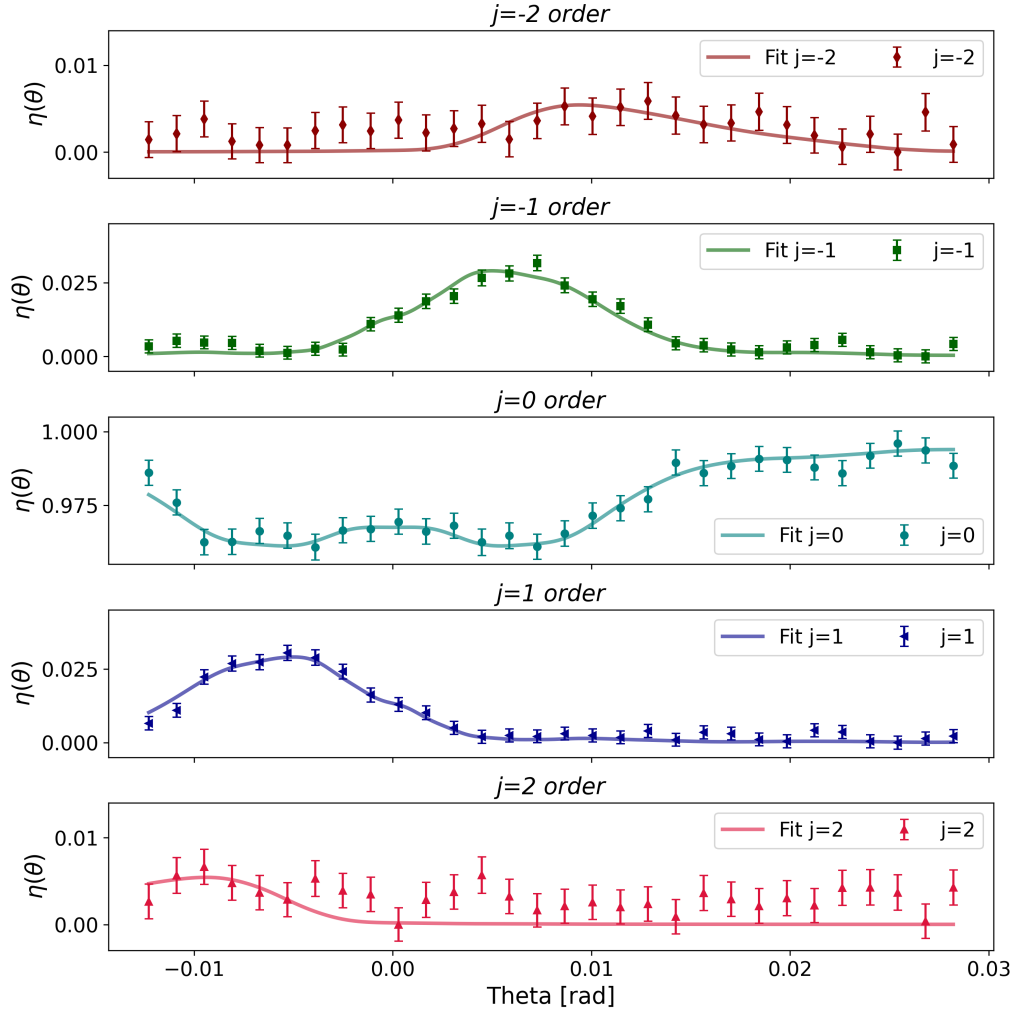 j=-2 order
η(θ)
0.01
0.00
Fit j=-2
j=-2
j=-1 order
η(θ)
0.025
0.000
Fit j=-1
j=-1
j=0 order
η(θ)
1.000
0.975
Fit j=0
j=0
j=1 order
η(θ)
0.025
0.000
Fit j=1
j=1
j=2 order
η(θ)
0.01
0.00
Fit j=2
j=2
−0.01 0.00 0.01 0.02 0.03
Theta [rad]